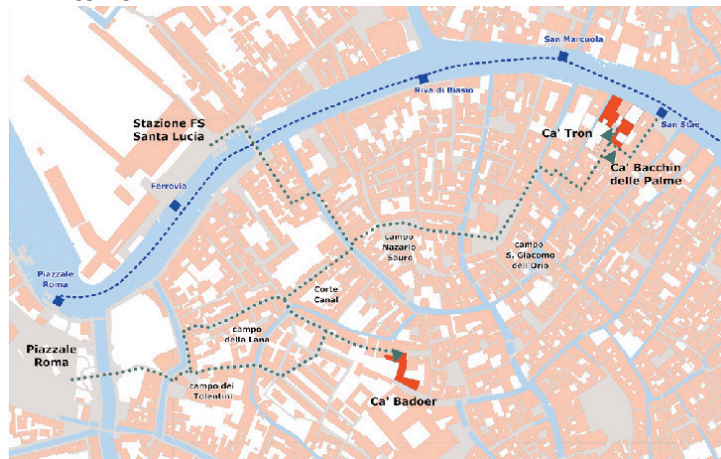 San Marcuola
Riva di Biasio
Stazione FS
Santa Lucia
Ca' Tron
San Stae
Ca' Bacchin
delle Palme
Ferrovia
campo
Nazario
Sauro
campo
S. Giacomo
dell'Orio
Piazzale
Roma
Corte
Canal
campo
della Lana
Piazzale
Roma
campo dei
Tolentini
Ca' Badoer